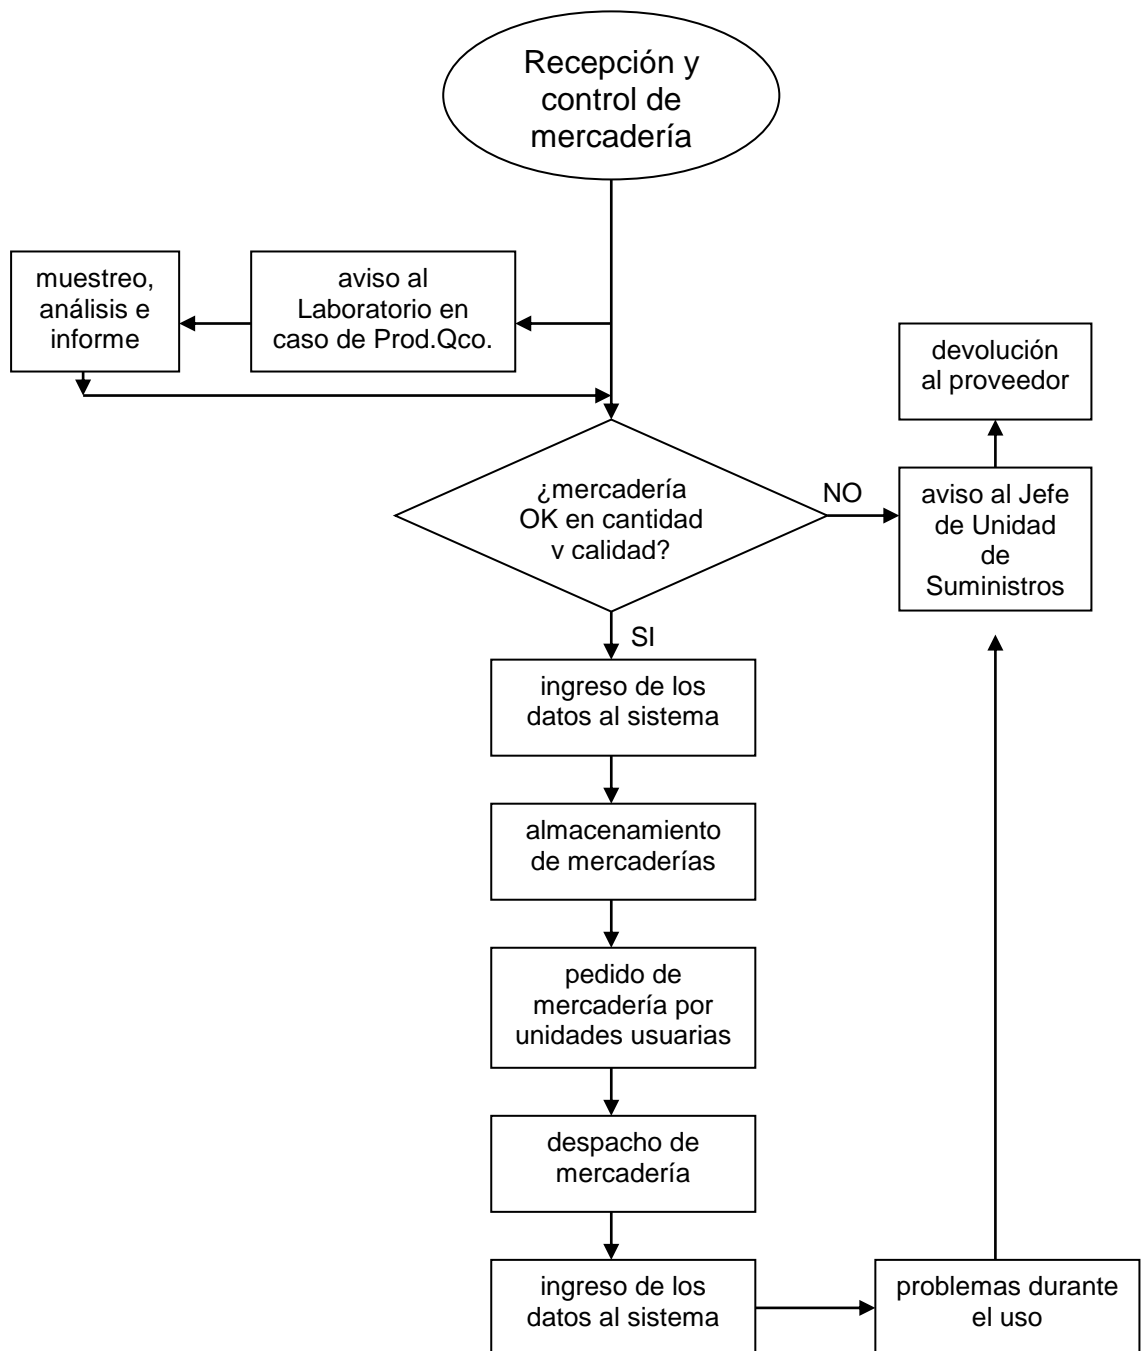 Recepción y
control de
mercadería
muestreo,
análisis e
informe
aviso al
Laboratorio en
caso de Prod.Qco.
devolución
al proveedor
¿mercadería
OK en cantidad
v calidad?
NO
aviso al Jefe
de Unidad
de
Suministros
SI
ingreso de los
datos al sistema
almacenamiento
de mercaderías
pedido de
mercadería por
unidades usuarias
despacho de
mercadería
ingreso de los
datos al sistema
problemas durante
el uso